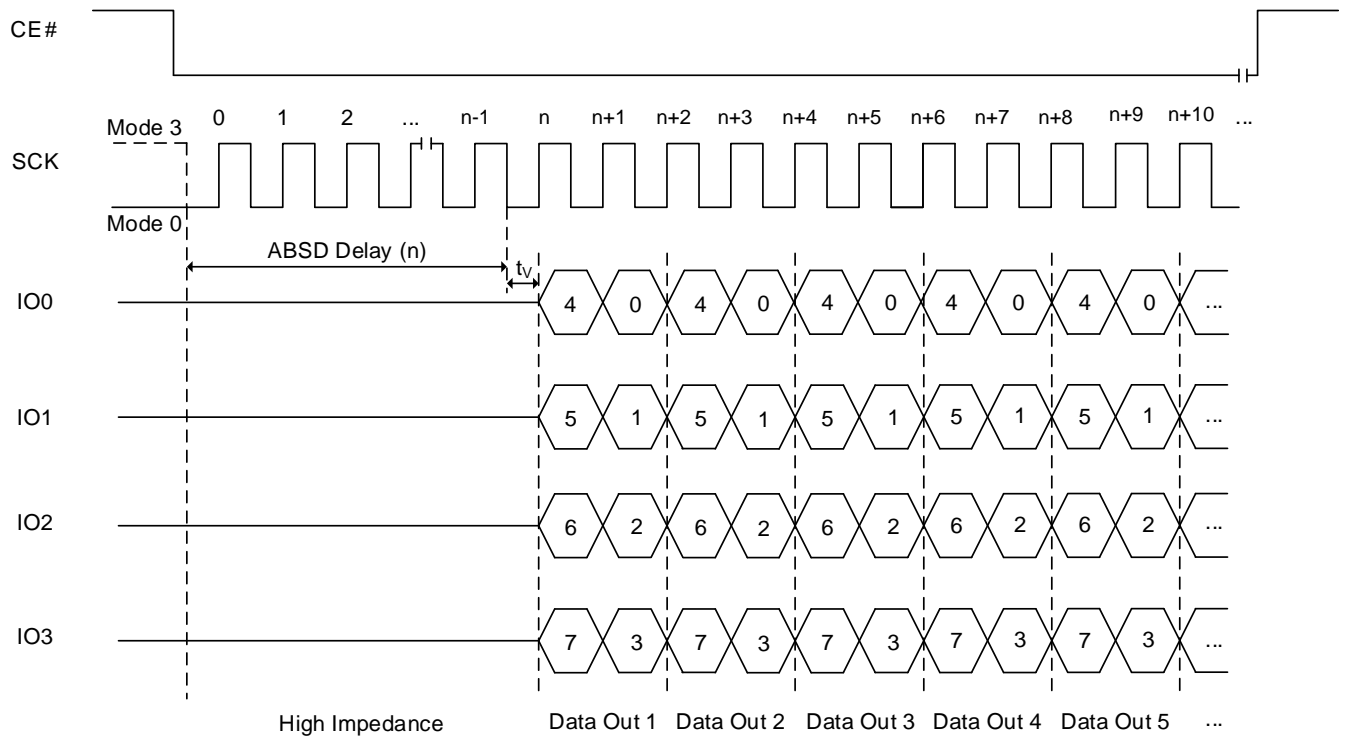 CE#
Mode 3
0 1 2 ... n-1 n n+1 n+2 n+3 n+4 n+5 n+6 n+7 n+8 n+9 n+10 ...
SCK
Mode 0
ABSD Delay (n)
tV
IO0 4 0 4 0 4 0 4 0 4 0 ...
IO1 5 1 5 1 5 1 5 1 5 1 ...
IO2 6 2 6 2 6 2 6 2 6 2 ...
IO3 7 3 7 3 7 3 7 3 7 3 ...
High Impedance Data Out 1 Data Out 2 Data Out 3 Data Out 4 Data Out 5 ...